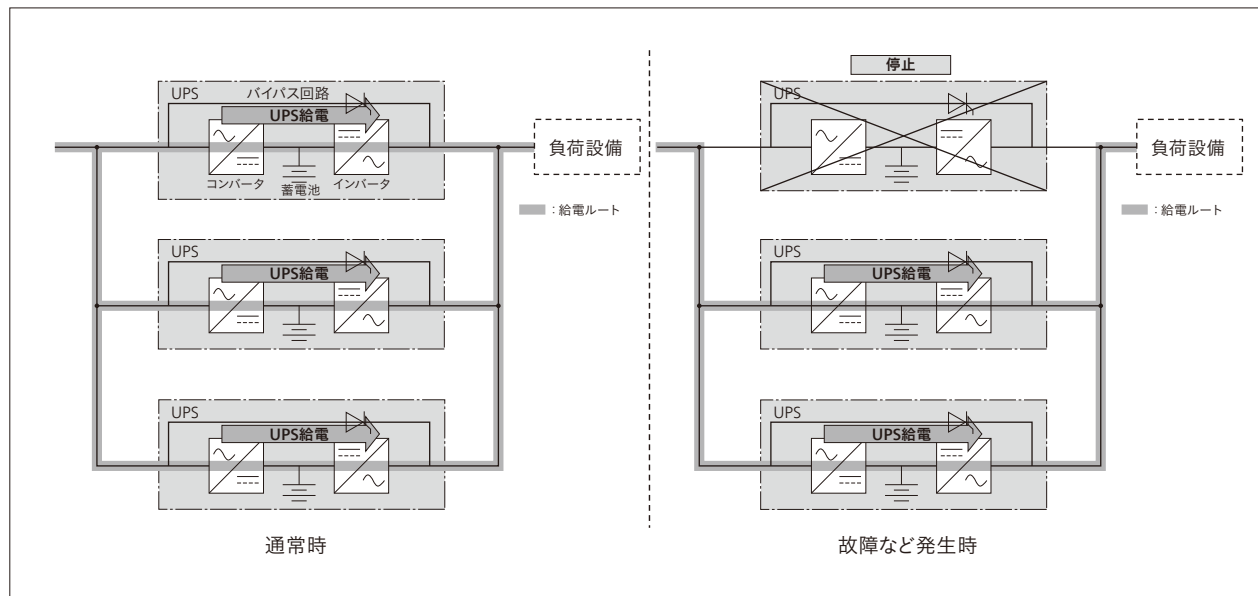 UPS
バイパス回路
UPS給電
コンバータ
蓄電池
インバータ
負荷設備
:給電ルート
UPS
UPS給電
UPS
UPS給電
通常時
停止
UPS
負荷設備
:給電ルート
UPS
UPS給電
UPS
UPS給電
故障など発生時